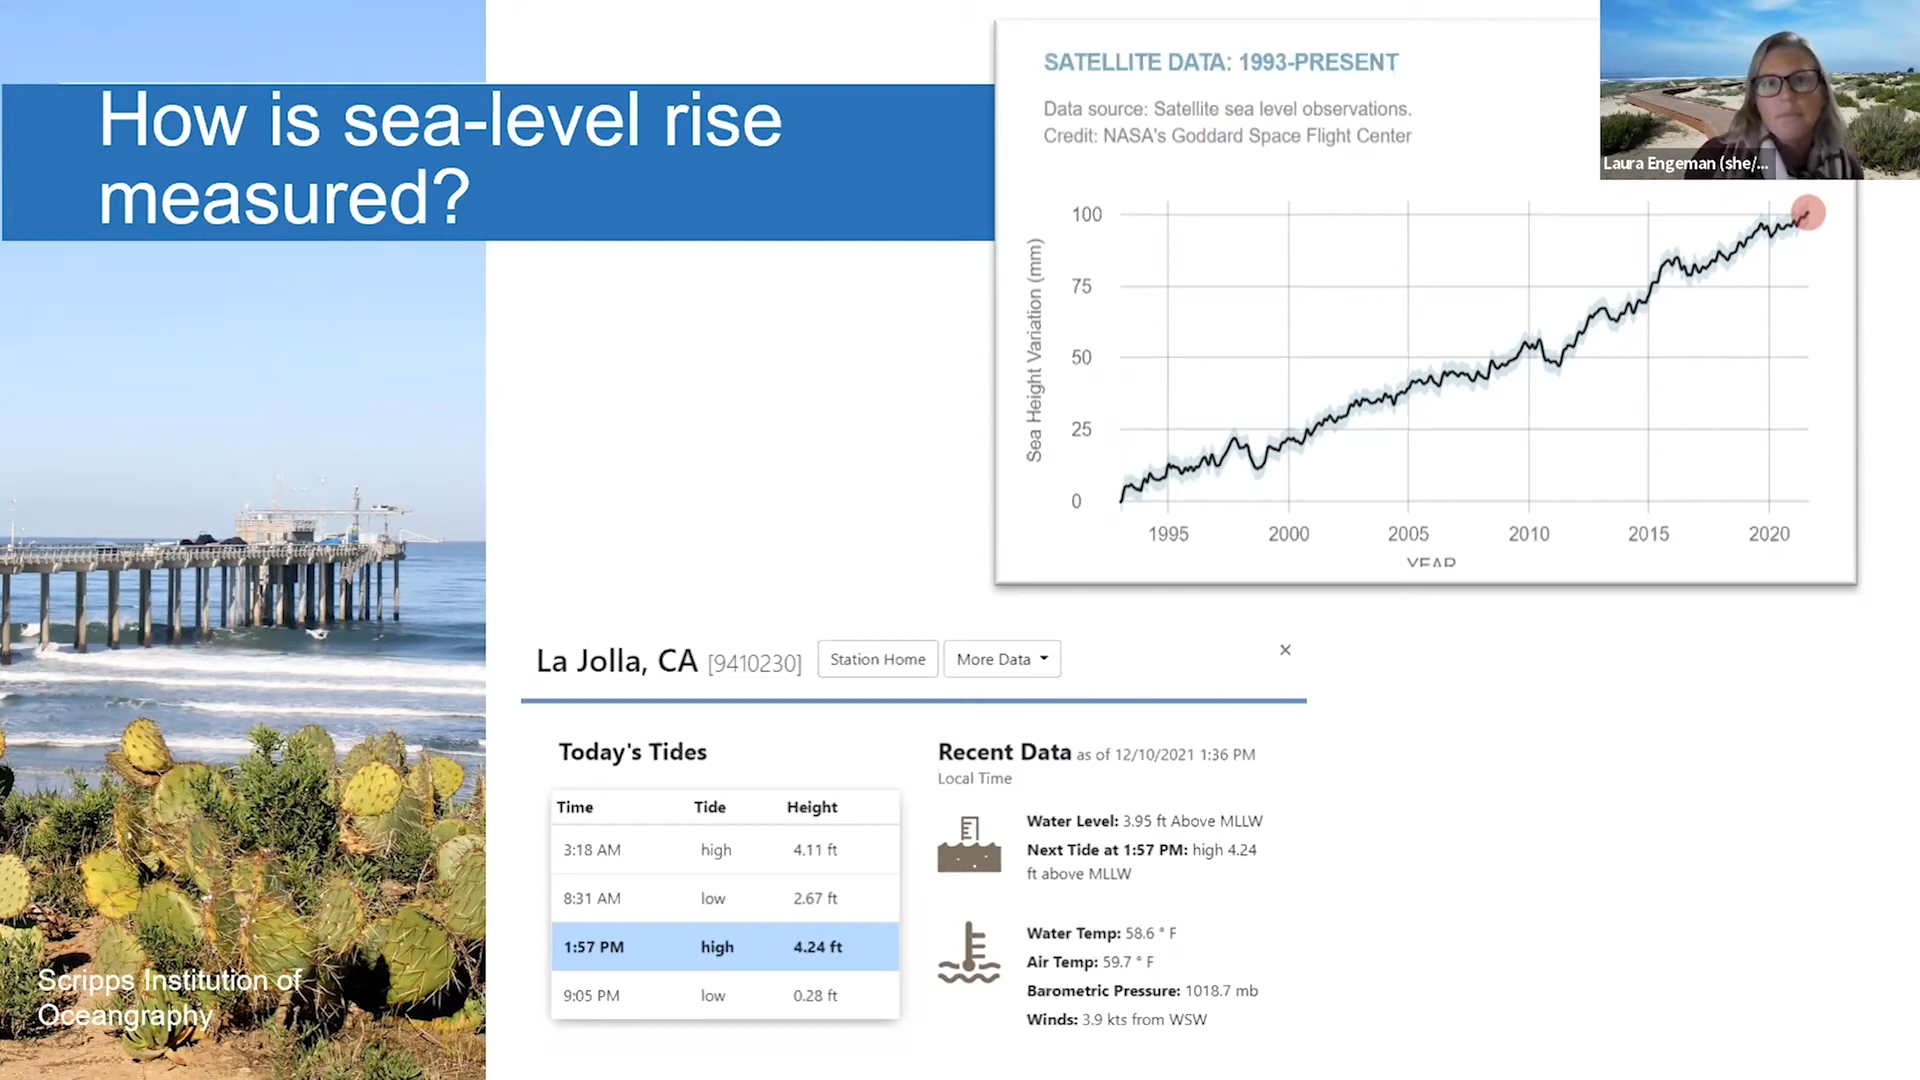 How is sea-level rise
measured?
SATELLITE DATA: 1993-PRESENT
Data source: Satellite sea level observations.
Credit: NASA's Goddard Space Flight Center
Laura Engeman (she/...
Sea Height Variation (mm)
100
75
50
25
0
1995 2000 2005 2010 2015 2020
YEAR
La Jolla, CA [9410230] Station Home More Data
Today's Tides
Time Tide Height
3:18 AM high 4.11 ft
8:31 AM low 2.67 ft
1:57 PM high 4.24 ft
9:05 PM low 0.28 ft
Recent Data as of 12/10/2021 1:36 PM
Local Time
Water Level: 3.95 ft Above MLLW
Next Tide at 1:57 PM: high 4.24
ft above MLLW
Water Temp: 58.6 ° F
Air Temp: 59.7 ° F
Barometric Pressure: 1018.7 mb
Winds: 3.9 kts from WSW
Scripps Institution of
Oceangraphy